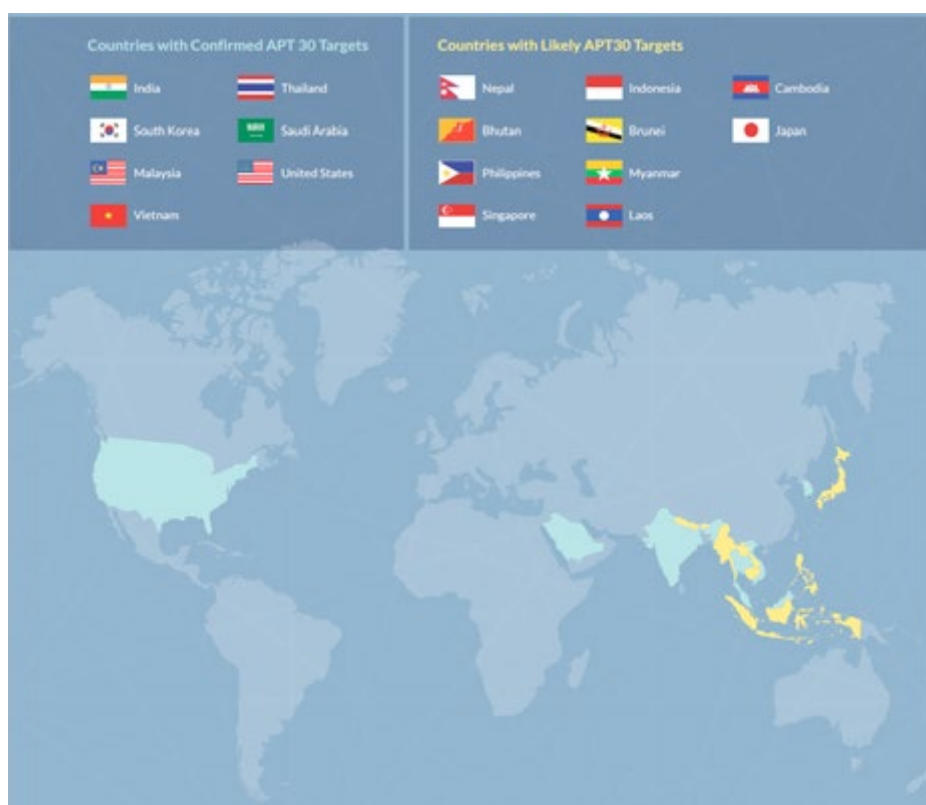 Countries with Confirmed APT 30 Targets
India
Thailand
South Korea
Saudi Arabia
Malaysia
United States
Vietnam
Countries with Likely APT30 Targets
Nepal
Indonesia
Cambodia
Bhutan
Brunei
Japan
Philippines
Myanmar
Singapore
Laos